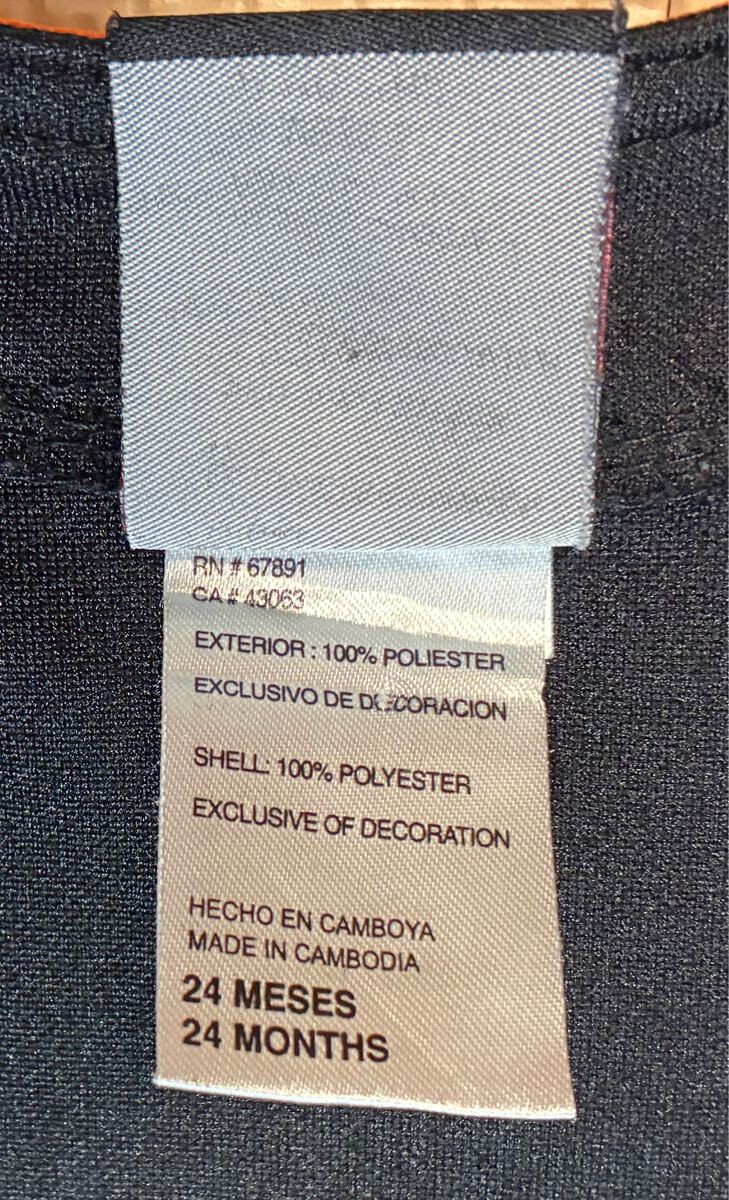 RN # 67891
CA # 43063
EXTERIOR : 100% POLIESTER
EXCLUSIVO DE DECORACION
SHELL: 100% POLYESTER
EXCLUSIVE OF DECORATION
HECHO EN CAMBOYA
MADE IN CAMBODIA
24 MESES
24 MONTHS